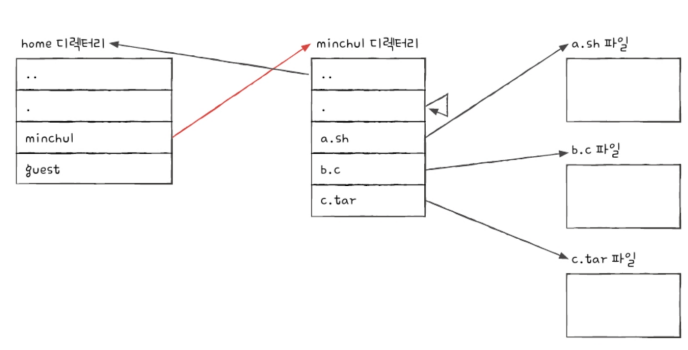 home 디렉터리
..
.
minchul
guest
minchul 디렉터리
..
.
a.sh
b.c
c.tar
a.sh 파일
b.c 파일
c.tar 파일